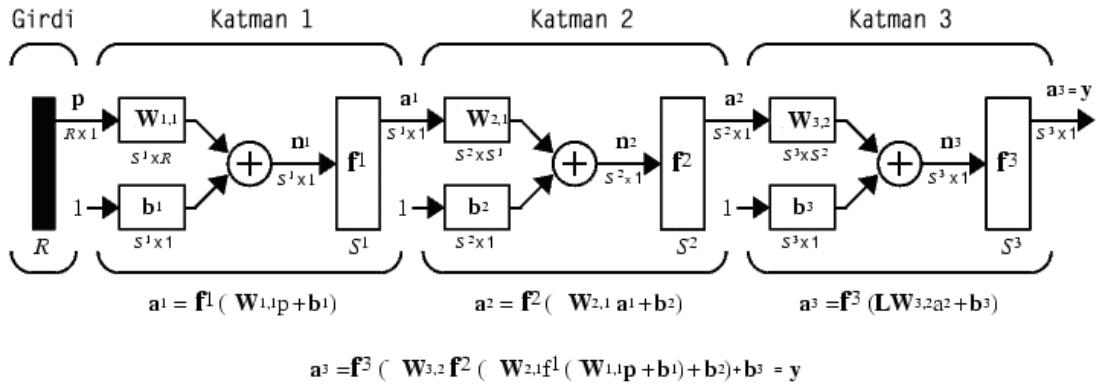 Girdi Katman 1 Katman 2 Katman 3
p a1 a2 a3 = y
W1,1 W2,1 W3,2
R x 1 S1 x 1 S2 x 1 S3 x 1
S1 x R n1 S2 x S1 n2 S3 x S2 n3
+ f1 + f2 + f3
S1 x 1 S2 x 1 S3 x 1
1 b1 1 b2 1 b3
S1 x 1 S2 x 1 S3 x 1
R S1 S2 S3
a1 = f1 ( W1,1p + b1) a2 = f2 ( W2,1 a1 + b2) a3 =f3 (LW3,2a2 + b3)
a3 =f3 ( W3,2 f2 ( W2,1f1 ( W1,1p + b1) + b2) + b3 = y